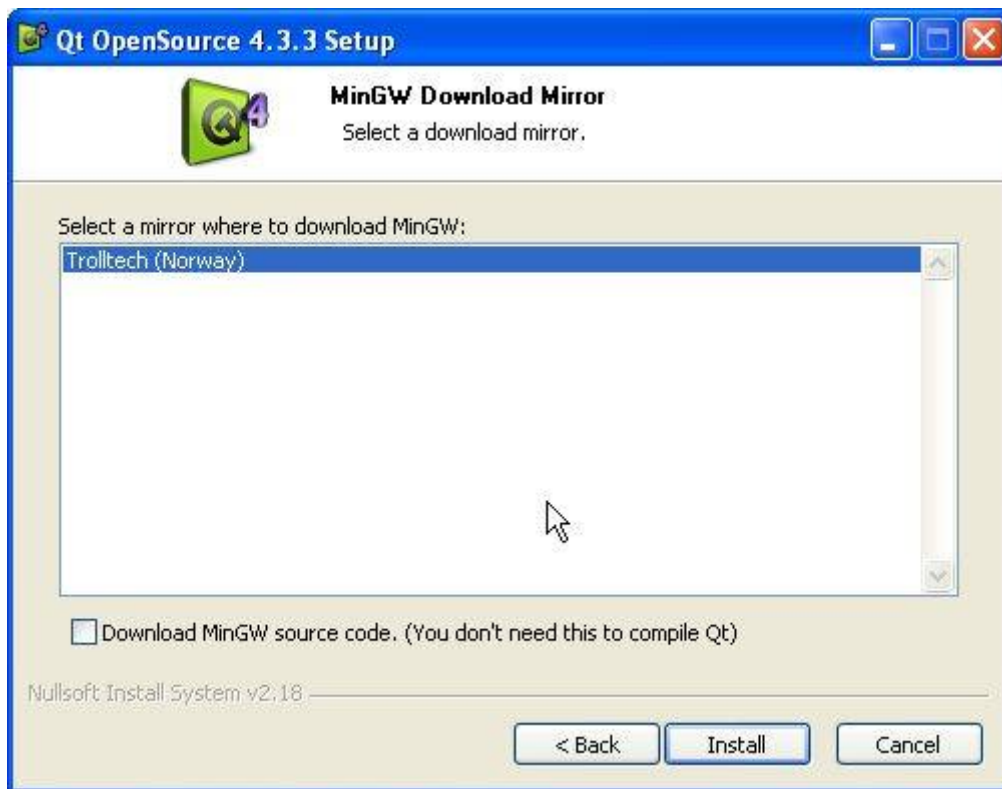 Qt OpenSource 4.3.3 Setup
MinGW Download Mirror
Select a download mirror.
Select a mirror where to download MinGW:
Trolltech (Norway)
Download MinGW source code. (You don't need this to compile Qt)
Nullsoft Install System v2.18
< Back
Install
Cancel